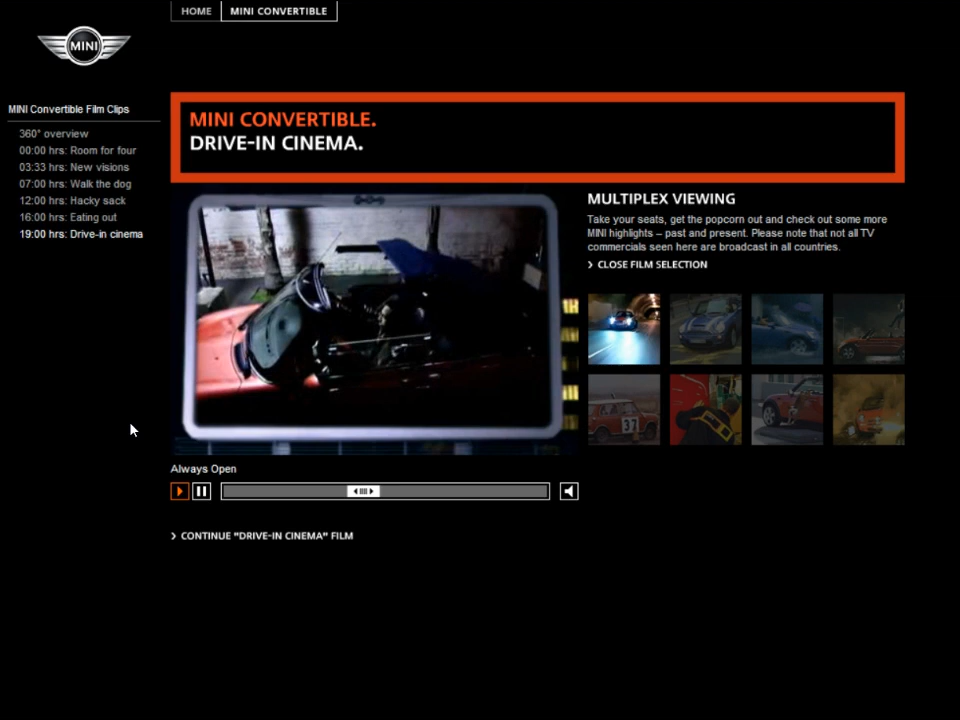 HOME
MINI CONVERTIBLE
MINI
MINI Convertible Film Clips
360° overview
00:00 hrs: Room for four
03:33 hrs: New visions
07:00 hrs: Walk the dog
12:00 hrs: Hacky sack
16:00 hrs: Eating out
19:00 hrs: Drive-in cinema
MINI CONVERTIBLE.
DRIVE-IN CINEMA.
MULTIPLEX VIEWING
Take your seats, get the popcorn out and check out some more
MINI highlights – past and present. Please note that not all TV
commercials seen here are broadcast in all countries.
CLOSE FILM SELECTION
37
Always Open
CONTINUE "DRIVE-IN CINEMA" FILM